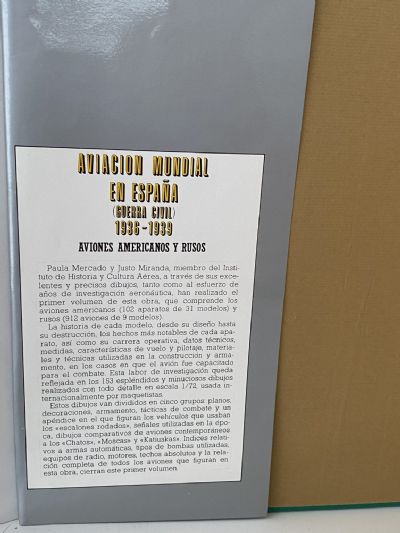 AVIACION MUNDIAL
EN ESPAÑA
(GUERRA CIVIL)
1936-1939
AVIONES AMERICANOS Y RUSOS
Paula Mercado y Justo Miranda, miembro del Insti-
tuto de Historia y Cultura Aérea, a través de sus exce-
lentes y precisos dibujos, tanto como al esfuerzo de
años de investigación aeronáutica, han realizado el
primer volumen de esta obra, que comprende los
aviones americanos (102 aparatos de 31 modelos) y
rusos (912 aviones de 9 modelos).
La historia de cada modelo, desde su diseño hasta
su destrucción, los hechos más notables de cada apa-
rato, así como su carrera operativa, datos técnicos,
medidas, características de vuelo y pilotaje, materia-
les y técnicas utilizadas en la construcción y arma-
mento, en los casos en que el avión fue capacitado
para el combate. Esta labor de investigación queda
reflejada en los 153 espléndidos y minuciosos dibujos
realizados con todo detalle en escala 1/72, usada in-
ternacionalmente por maquetistas.
Estos dibujos van divididos en cinco grupos: planos,
decoraciones, armamento, tácticas de combate y un
apéndice en el que figuran los vehículos que usaban
los «escalones rodados», señales utilizadas en la épo-
ca, dibujos comparativos de aviones contemporáneos
a los «Chatos», «Moscas» y «Katiuskas». Indices relati-
vos a armas automáticas, tipos de bombas utilizadas,
equipos de radio, motores, techos absolutos y la rela-
ción completa de todos los aviones que figuran en
esta obra, cierran este primer volumen.